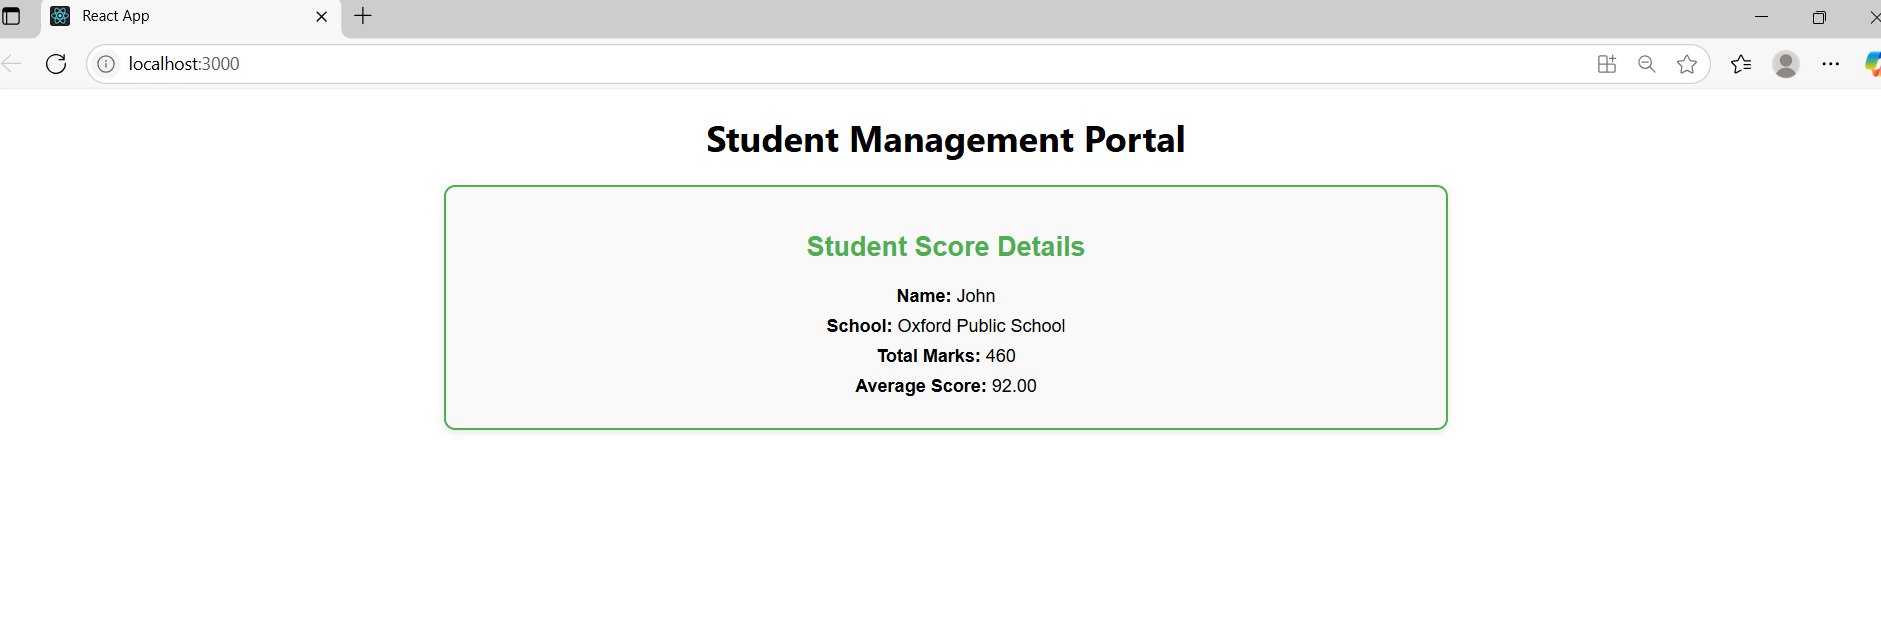 React App
localhost:3000
Student Management Portal
Student Score Details
Name: John
School: Oxford Public School
Total Marks: 460
Average Score: 92.00